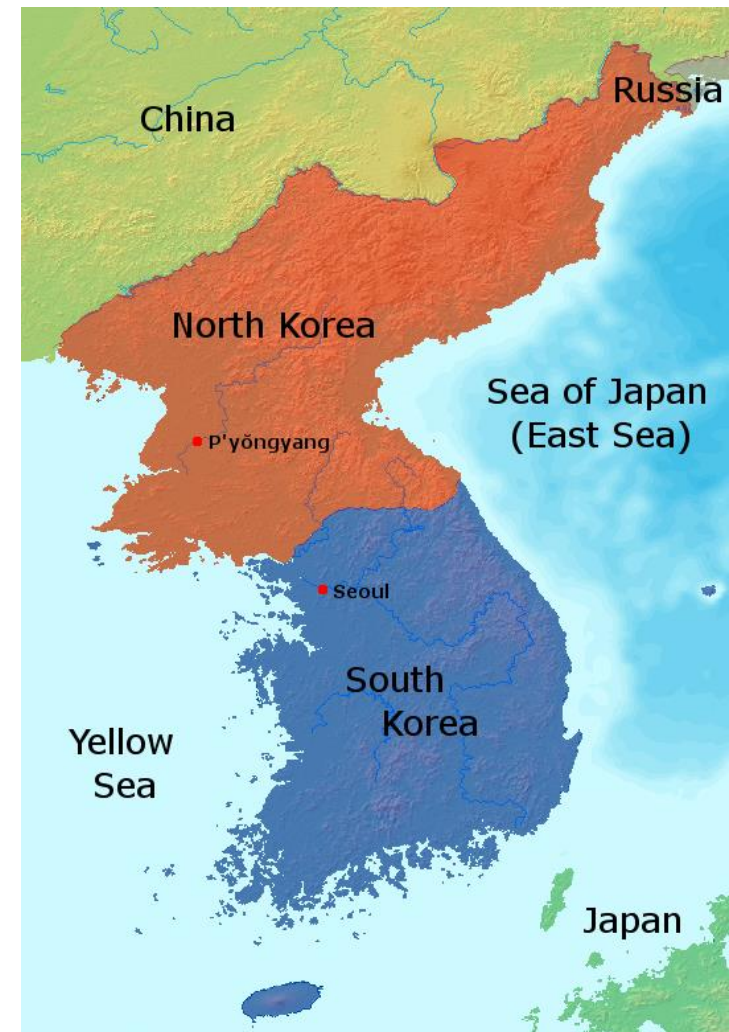 Russia
China
North Korea
Sea of Japan
(East Sea)
P'yŏngyang
Seoul
South
Korea
Yellow
Sea
Japan